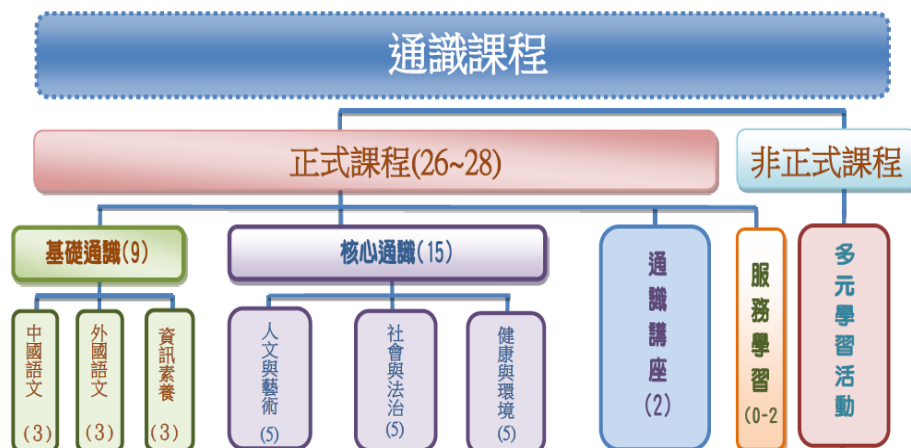 通識課程
正式課程(26~28)
非正式課程
基礎通識(9)
核心通識(15)
通識講座(2)
服務學習(0-2
多元學習活動
中國語文(3)
外國語文(3)
資訊素養(3)
人文與藝術(5)
社會與法治(5)
健康與環境(5)